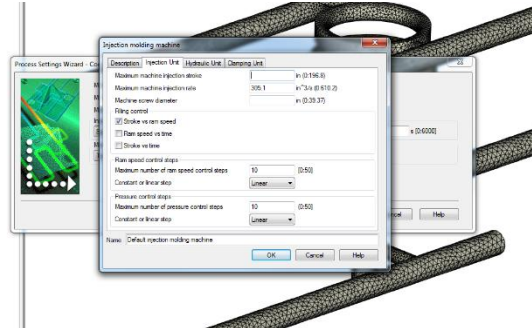 Injection molding machine
Process Settings Wizard - Co
Description Injection Unit Hydraulic Unit Clamping Unit
Maximum machine injection stroke in (0:196.8)
Maximum machine injection rate 305.1 in^3/s (0:610.2)
Machine screw diameter in (0:39.37)
Filling control
Stroke vs ram speed
Ram speed vs time
Stroke vs time
s [0:6000]
Ram speed control steps
Maximum number of ram speed control steps 10 [0:50]
Constant or linear step Linear
Pressure control steps
Maximum number of pressure control steps 10 [0:50]
Constant or linear step Linear
ncel Help
Name Default injection molding machine
OK Cancel Help